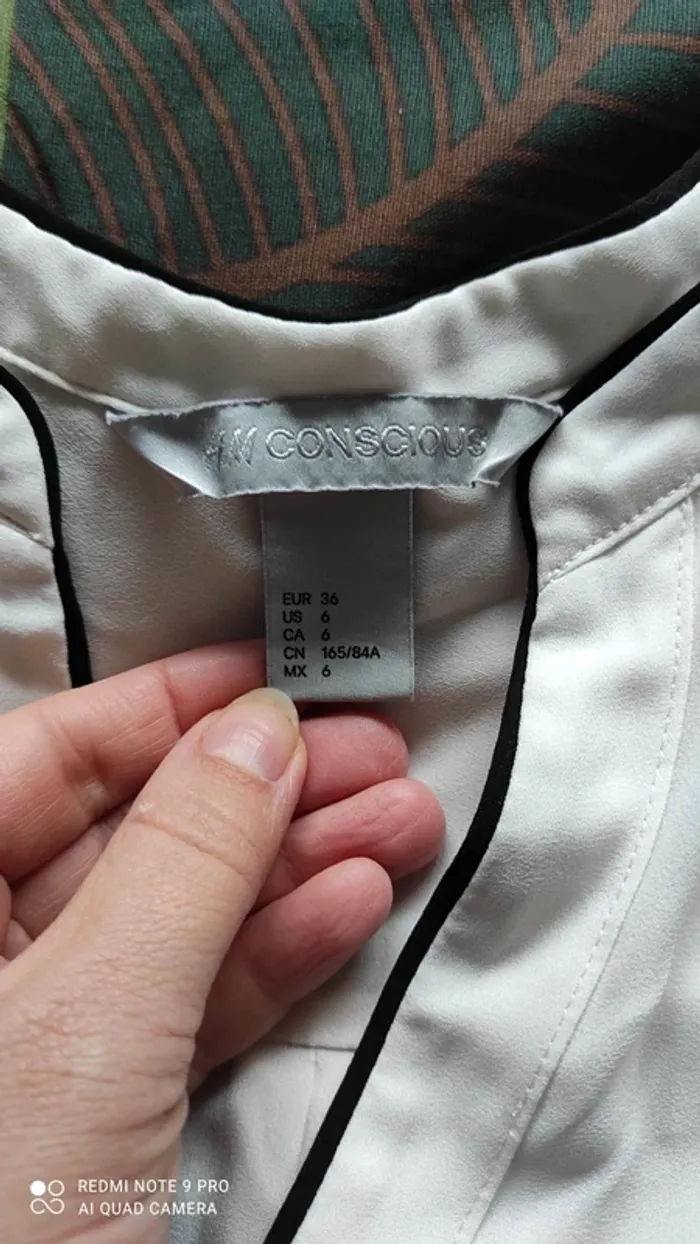 H&M CONSCIOUS
EUR 36
US 6
CA 6
CN 165/84A
MX 6
REDMI NOTE 9 PRO
AI QUAD CAMERA